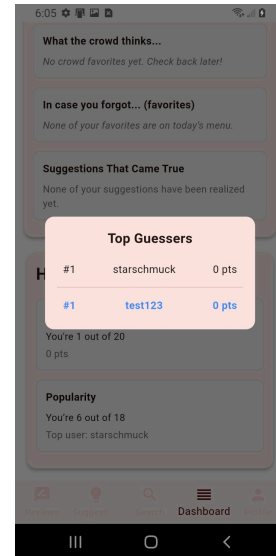 6:05
What the crowd thinks...
No crowd favorites yet. Check back later!
In case you forgot... (favorites)
None of your favorites are on today's menu.
Suggestions That Came True
None of your suggestions have been realized
yet.
Top Guessers
#1 starschmuck 0 pts
#1 test123 0 pts
You're 1 out of 20
0 pts
Popularity
You're 6 out of 18
Top user: starschmuck
Dashboard